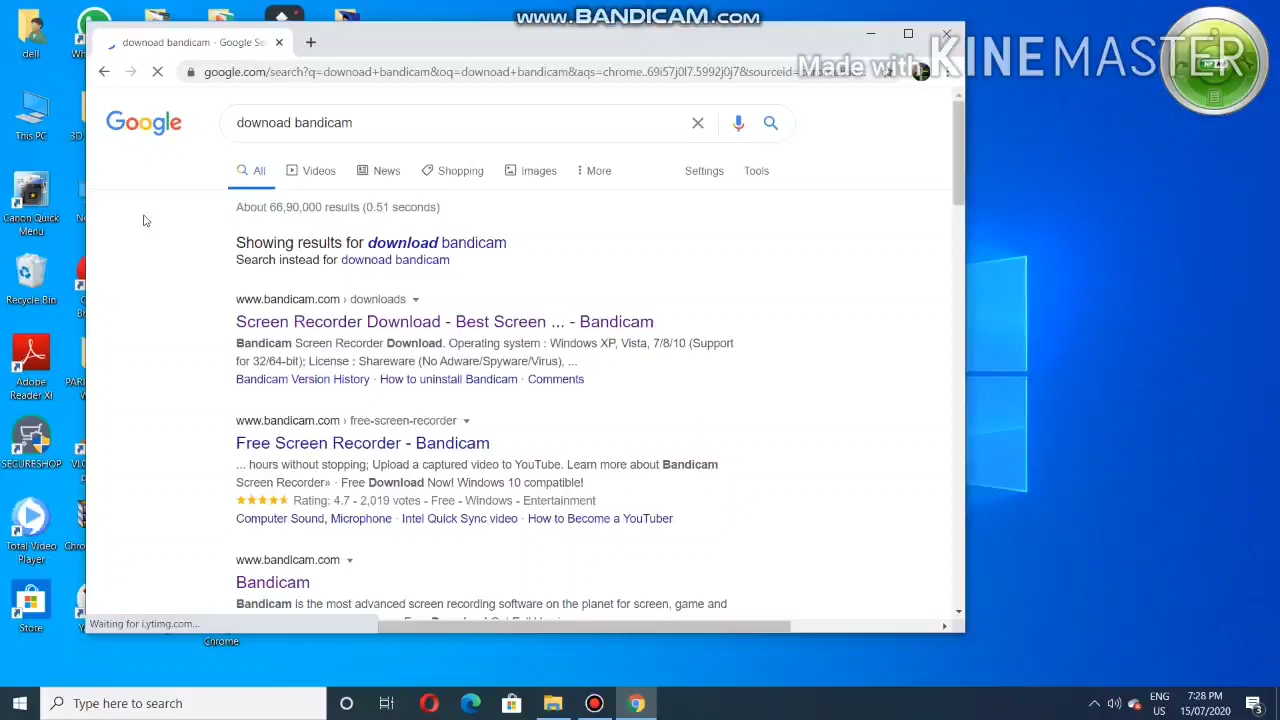 www.BANDICAM.com
Made with KINEMASTER
downoad bandicam - Google Se
google.com/search?q=downoad+bandicam&oq=downoad+bandicam&aqs=chrome..69i57j0l7.5992j0j7&sourceid=
Google
downoad bandicam
All
Videos
News
Shopping
Images
More
Settings
Tools
About 66,90,000 results (0.51 seconds)
Showing results for download bandicam
Search instead for downoad bandicam
www.bandicam.com › downloads
Screen Recorder Download - Best Screen ... - Bandicam
Bandicam Screen Recorder Download. Operating system : Windows XP, Vista, 7/8/10 (Support
for 32/64-bit); License : Shareware (No Adware/Spyware/Virus), ...
Bandicam Version History · How to uninstall Bandicam · Comments
www.bandicam.com › free-screen-recorder
Free Screen Recorder - Bandicam
... hours without stopping; Upload a captured video to YouTube. Learn more about Bandicam
Screen Recorder» · Free Download Now! Windows 10 compatible!
Rating: 4.7 - 2,019 votes - Free - Windows - Entertainment
Computer Sound, Microphone · Intel Quick Sync video · How to Become a YouTuber
www.bandicam.com
Bandicam
Bandicam is the most advanced screen recording software on the planet for screen, game and
Waiting for i.ytimg.com...
dell
This PC
Canon Quick
Menu
Recycle Bin
Adobe
Reader XI
SECURESHOP
Total Video
Player
Store
Chrome
Type here to search
ENG
US
7:28 PM
15/07/2020
3